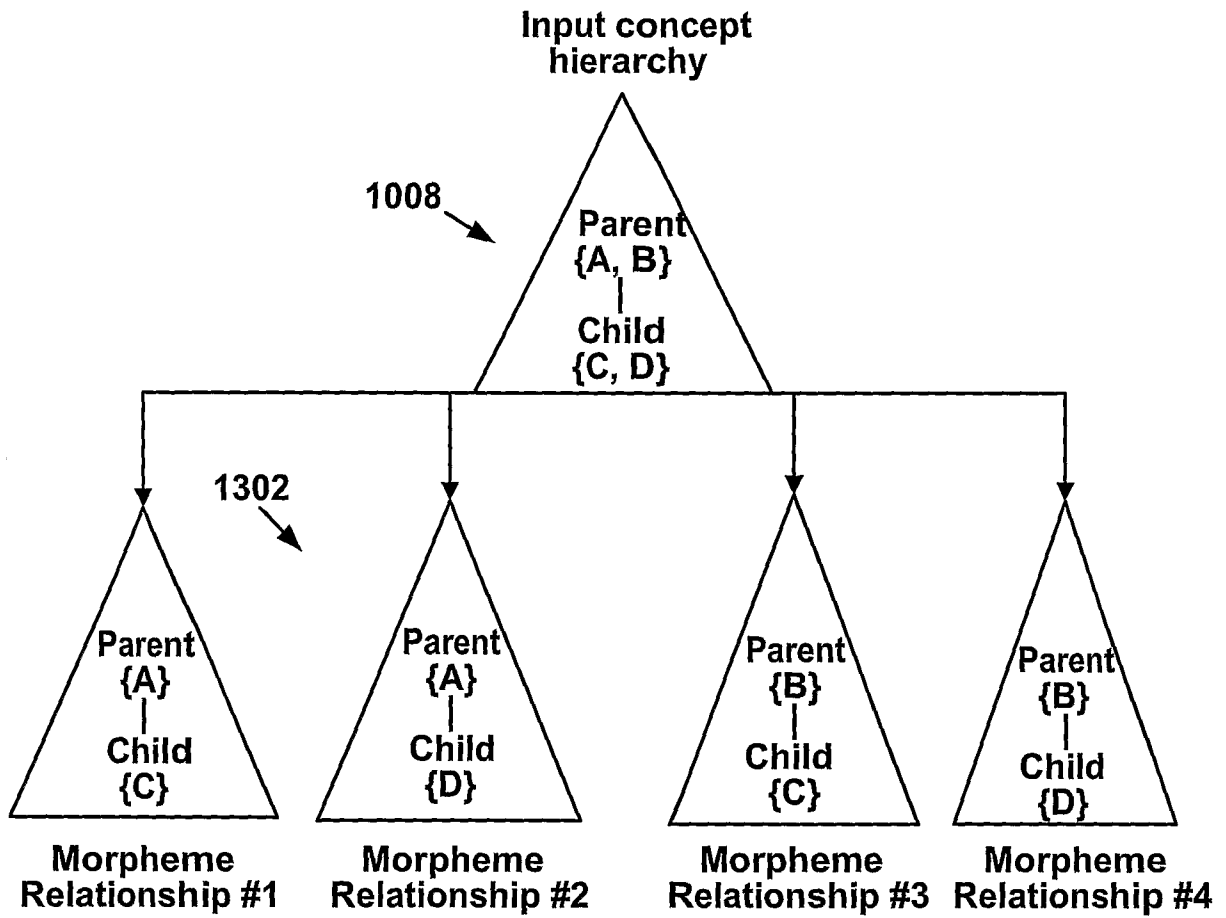 Input concept
hierarchy
1008
Parent
{A, B}
Child
{C, D}
1302
Parent
{A}
Child
{C}
Morpheme
Relationship #1
Parent
{A}
Child
{D}
Morpheme
Relationship #2
Parent
{B}
Child
{C}
Morpheme
Relationship #3
Parent
{B}
Child
{D}
Morpheme
Relationship #4